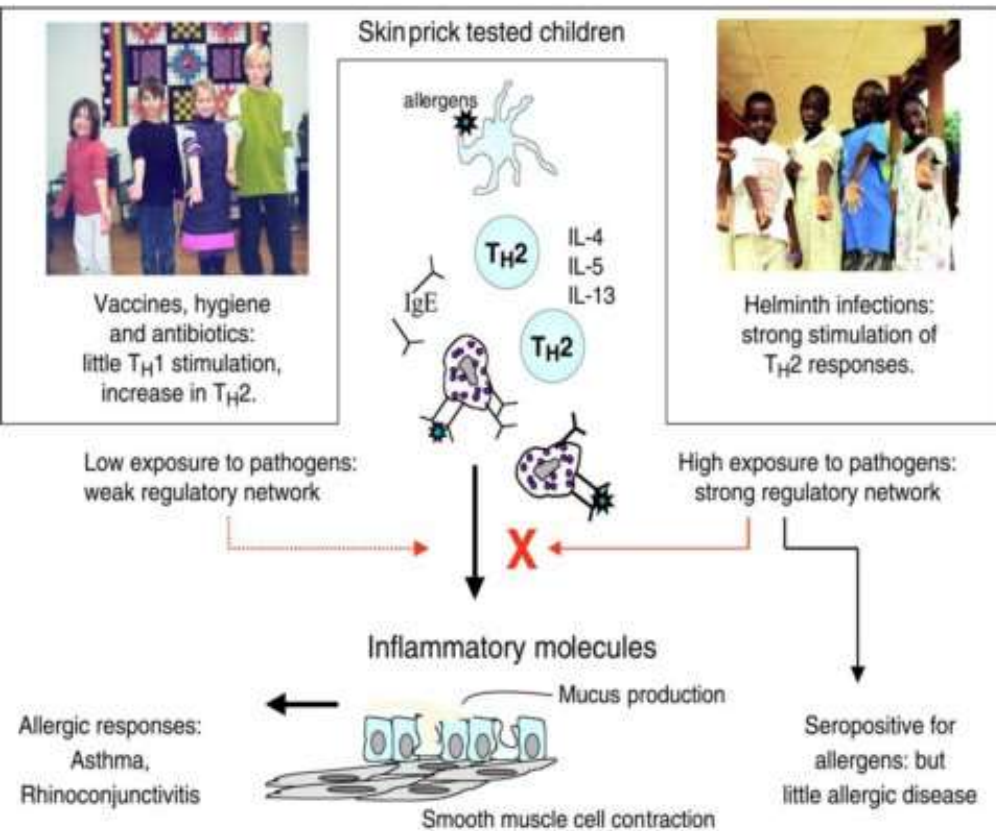 Skin prick tested children
allergens
TH2
IL-4
IL-5
IL-13
IgE
TH2
Vaccines, hygiene
and antibiotics:
little TH1 stimulation,
increase in TH2.
Helminth infections:
strong stimulation of
TH2 responses.
Low exposure to pathogens:
weak regulatory network
High exposure to pathogens:
strong regulatory network
X
Inflammatory molecules
Mucus production
Allergic responses:
Asthma,
Rhinoconjunctivitis
Smooth muscle cell contraction
Seropositive for
allergens: but
little allergic disease